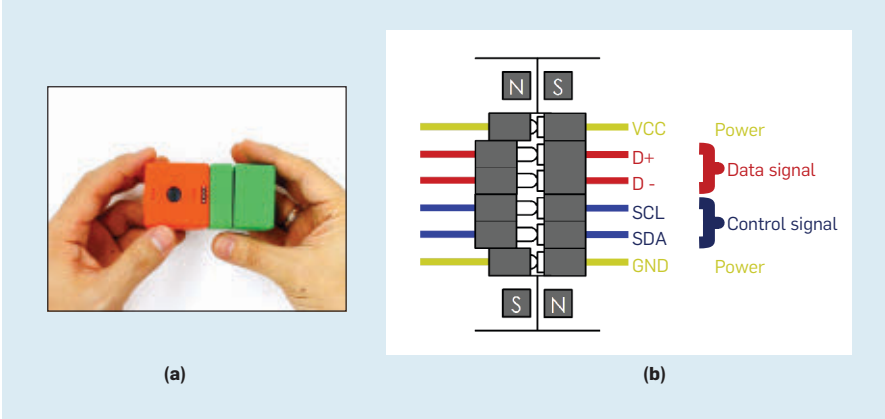 N S
VCC Power
D+
Data signal
D -
SCL
Control signal
SDA
GND Power
S N
(a) (b)